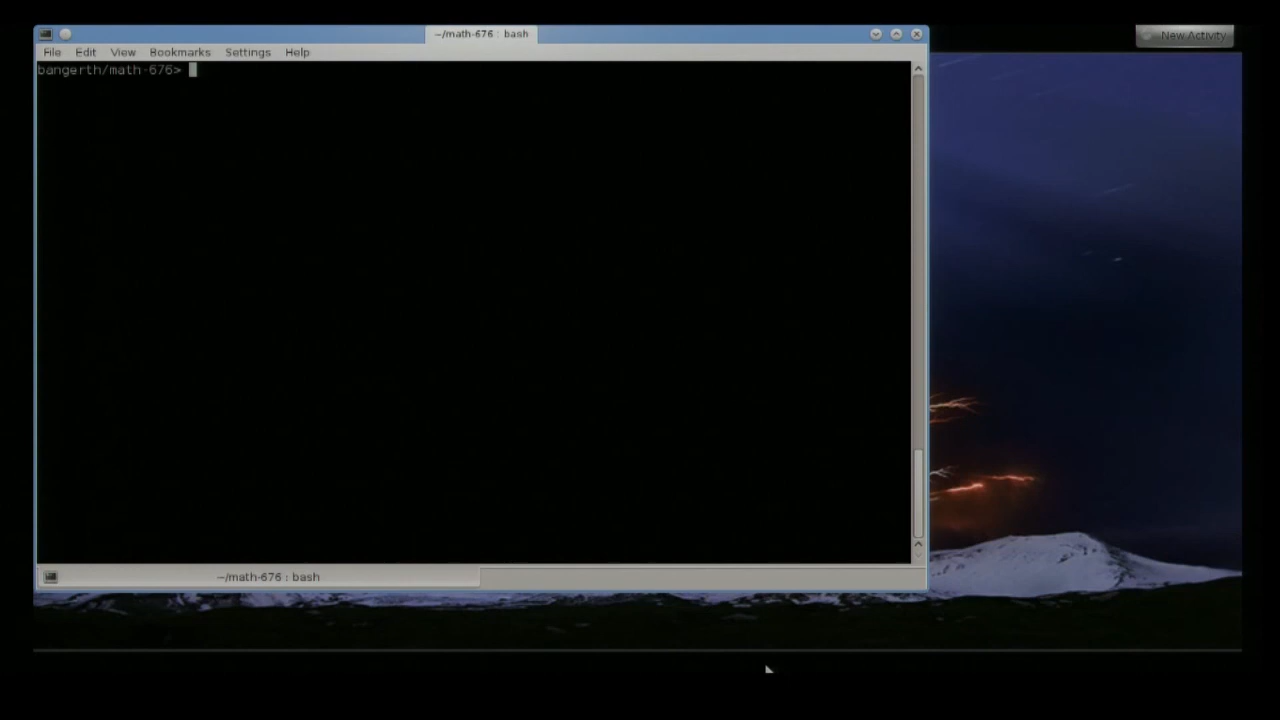 ~/math-676 : bash
New Activity
File Edit View Bookmarks Settings Help
bangerth/math-676>
~/math-676 : bash